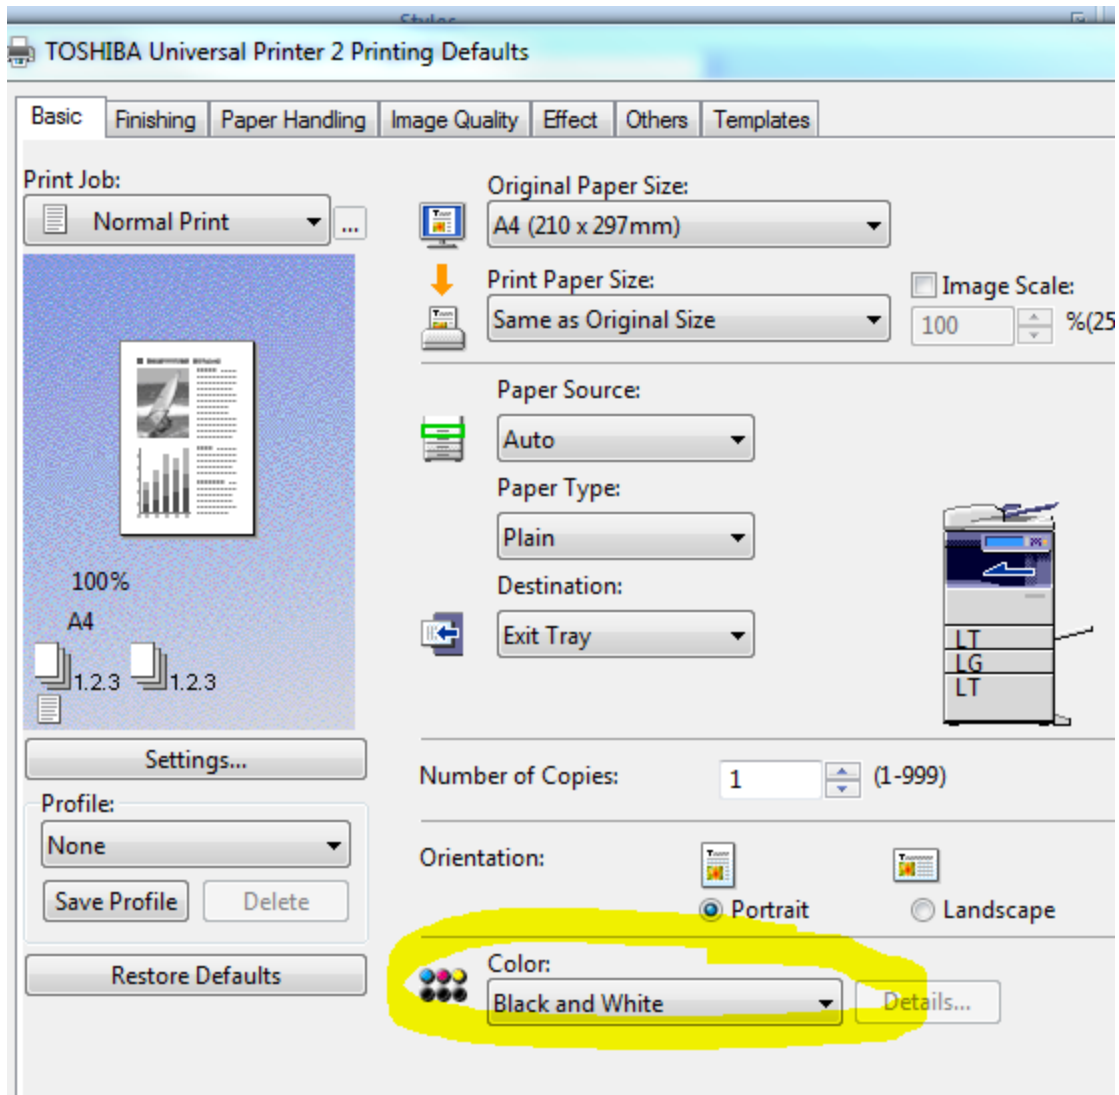 Styles
TOSHIBA Universal Printer 2 Printing Defaults
Basic Finishing Paper Handling Image Quality Effect Others Templates
Print Job:
Normal Print
...
100%
A4
1.2.3 1.2.3
Settings...
Profile:
None
Save Profile Delete
Restore Defaults
Original Paper Size:
A4 (210 x 297mm)
Print Paper Size:
Same as Original Size
Image Scale:
100 %(25
Paper Source:
Auto
Paper Type:
Plain
Destination:
Exit Tray
LT
LG
LT
Number of Copies: 1 (1-999)
Orientation:
Portrait Landscape
Color:
Black and White Details...